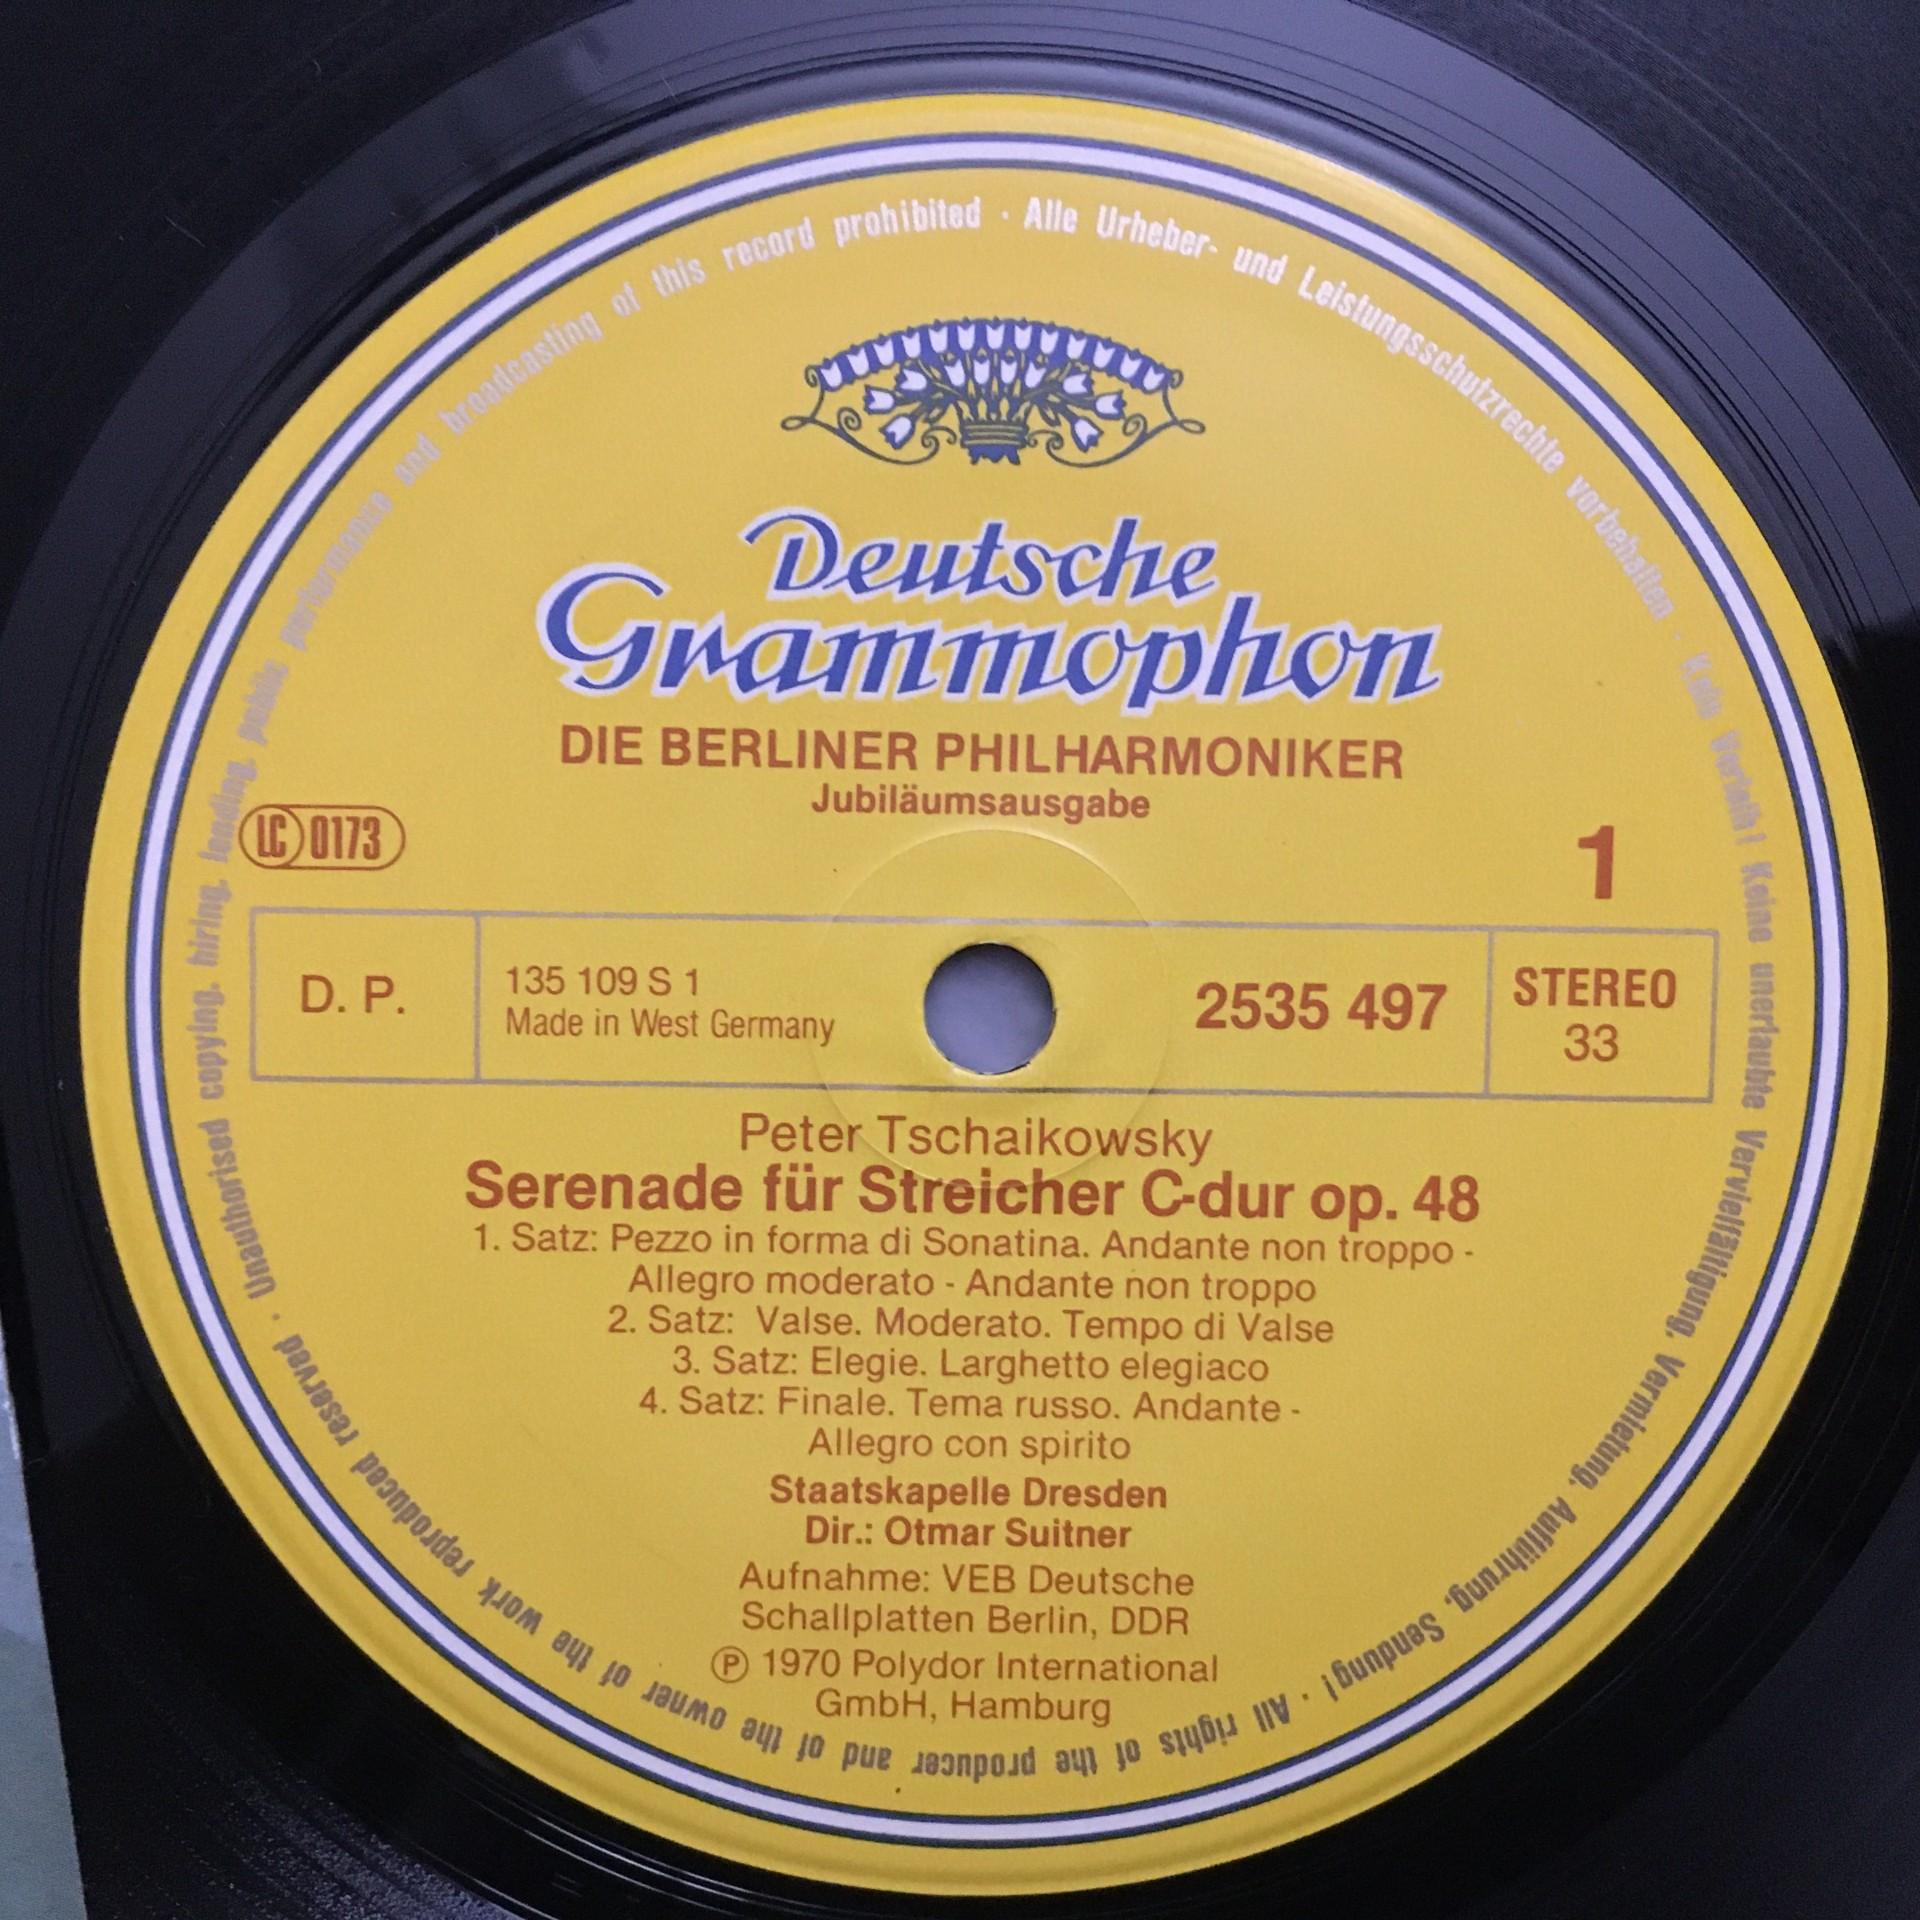 Deutsche
Grammophon
DIE BERLINER PHILHARMONIKER
Jubiläumsausgabe
LC 0173
1
D. P.
135 109 S 1
Made in West Germany
2535 497
STEREO
33
Peter Tschaikowsky
Serenade für Streicher C-dur op. 48
1. Satz: Pezzo in forma di Sonatina. Andante non troppo -
Allegro moderato - Andante non troppo
2. Satz: Valse. Moderato. Tempo di Valse
3. Satz: Elegie. Larghetto elegiaco
4. Satz: Finale. Tema russo. Andante -
Allegro con spirito
Staatskapelle Dresden
Dir.: Otmar Suitner
Aufnahme: VEB Deutsche
Schallplatten Berlin, DDR
℗ 1970 Polydor International
GmbH, Hamburg
Alle Urheber- und Leistungsschutzrechte vorbehalten · Kein Verleih! Keine unerlaubte Vervielfältigung, Vermietung, Aufführung, Sendung! · All rights of the producer and of the owner of the work reproduced reserved · Unauthorised copying, hiring, lending, public performance and broadcasting of this record prohibited ·